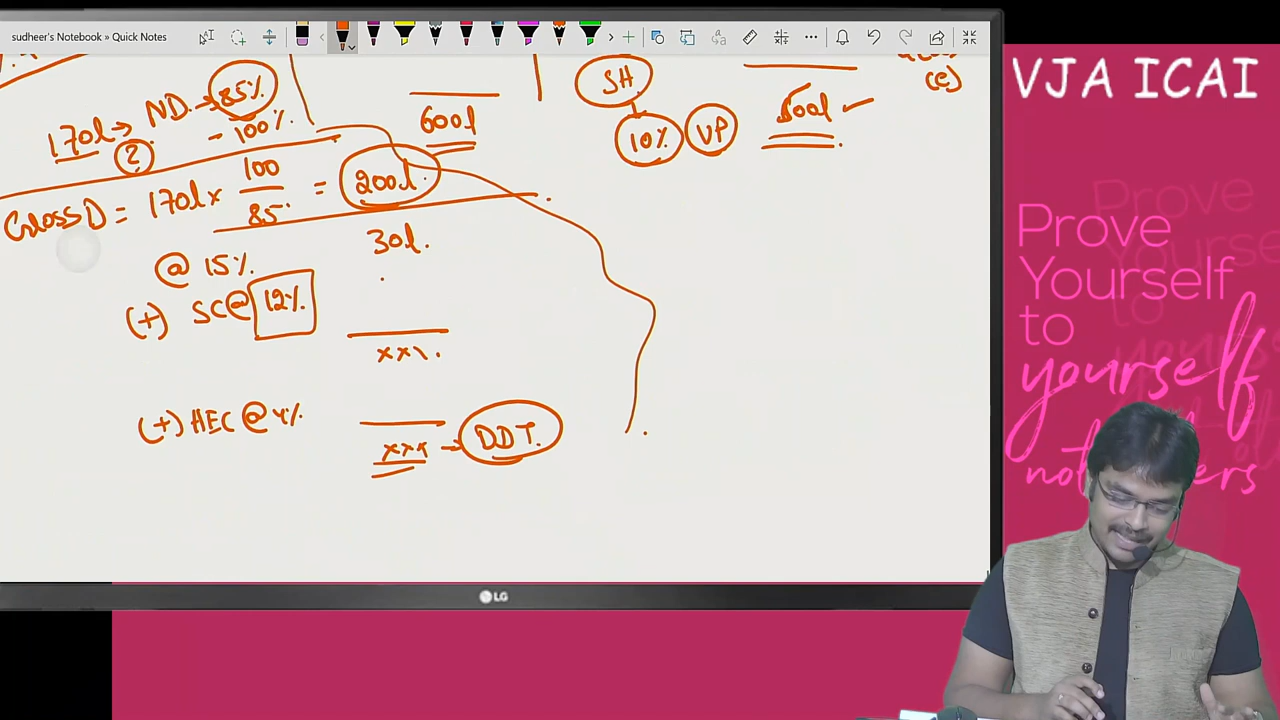 sudheer's Notebook » Quick Notes
VJA ICAI
170l → ND → 85%
- 100%
?
600l
SH
10% VP
500l ✓
(e)
GrossD = 170l × 100/85 = 200l.
@ 15%. 30l.
(+) SC@ 12%.
xx\.
(+) HEC @ 4%.
xxx → DDT.
Prove
Yourself
to
yourself
not
LG